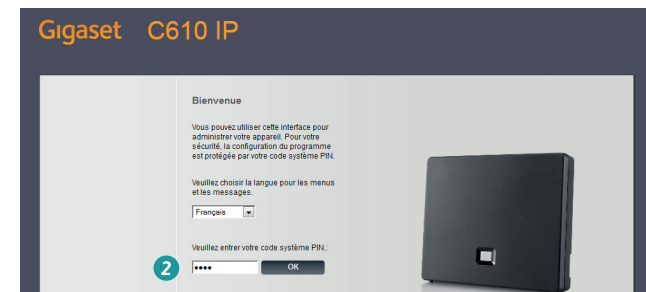 Gigaset C610 IP
Bienvenue
Vous pouvez utiliser cette interface pour
administrer votre appareil. Pour votre
sécurité, la configuration du programme
est protégée par votre code système PIN.
Veuillez choisir la langue pour les menus
et les messages.
Français
Veuillez entrer votre code système PIN.:
2 •••• OK